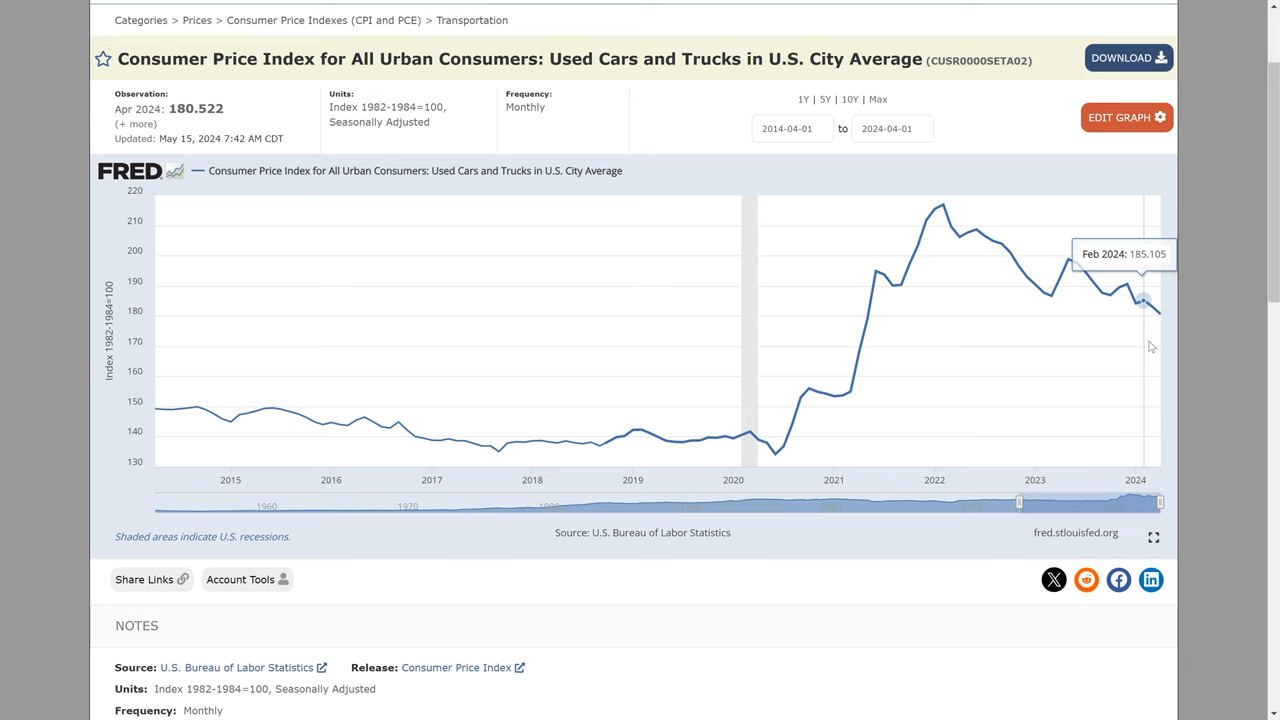 Categories > Prices > Consumer Price Indexes (CPI and PCE) > Transportation
Consumer Price Index for All Urban Consumers: Used Cars and Trucks in U.S. City Average (CUSR0000SETA02)
DOWNLOAD
Observation:
Apr 2024: 180.522
(+ more)
Updated: May 15, 2024 7:42 AM CDT
Units:
Index 1982-1984=100,
Seasonally Adjusted
Frequency:
Monthly
1Y | 5Y | 10Y | Max
2014-04-01 to 2024-04-01
EDIT GRAPH
FRED
Consumer Price Index for All Urban Consumers: Used Cars and Trucks in U.S. City Average
Index 1982-1984=100
220
210
200
190
180
170
160
150
140
130
Feb 2024: 185.105
2015 2016 2017 2018 2019 2020 2021 2022 2023 2024
1960 1970 1980 1990 2000 2010 2020
Shaded areas indicate U.S. recessions.
Source: U.S. Bureau of Labor Statistics
fred.stlouisfed.org
Share Links
Account Tools
NOTES
Source: U.S. Bureau of Labor Statistics
Release: Consumer Price Index
Units: Index 1982-1984=100, Seasonally Adjusted
Frequency: Monthly